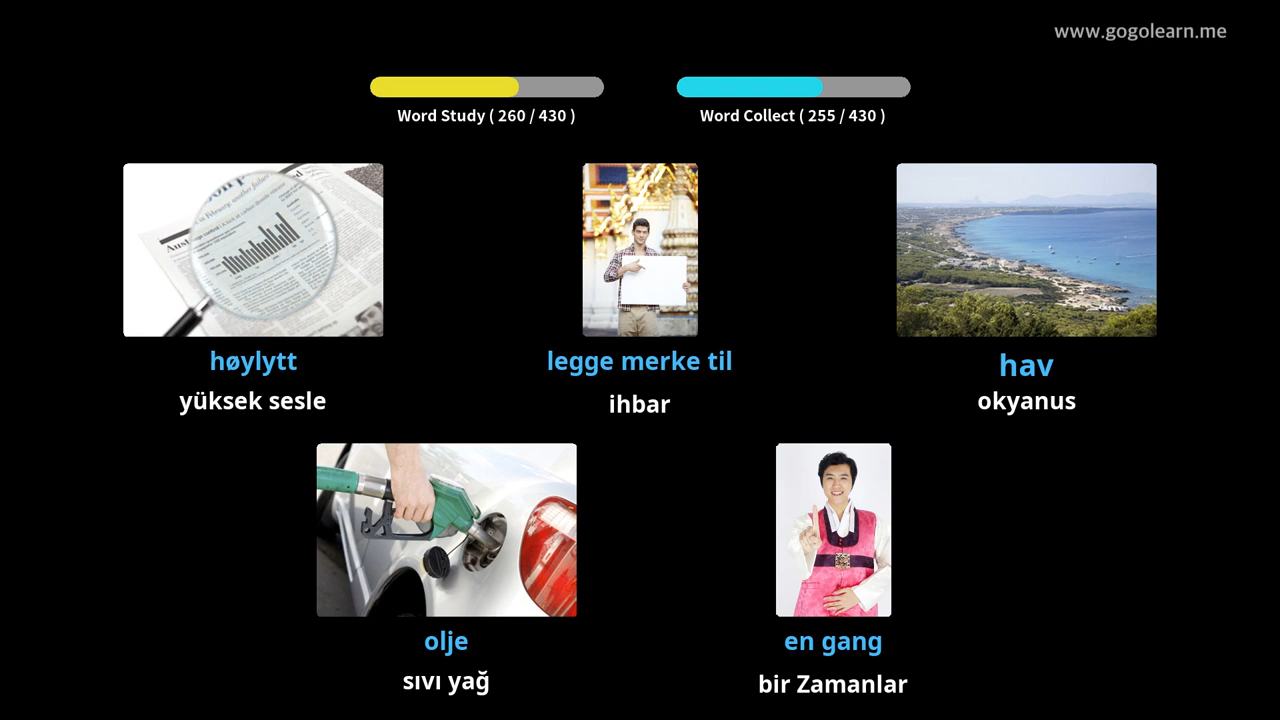 www.gogolearn.me
Word Study ( 260 / 430 )
Word Collect ( 255 / 430 )
høylytt
legge merke til
hav
yüksek sesle
ihbar
okyanus
olje
en gang
sıvı yağ
bir Zamanlar